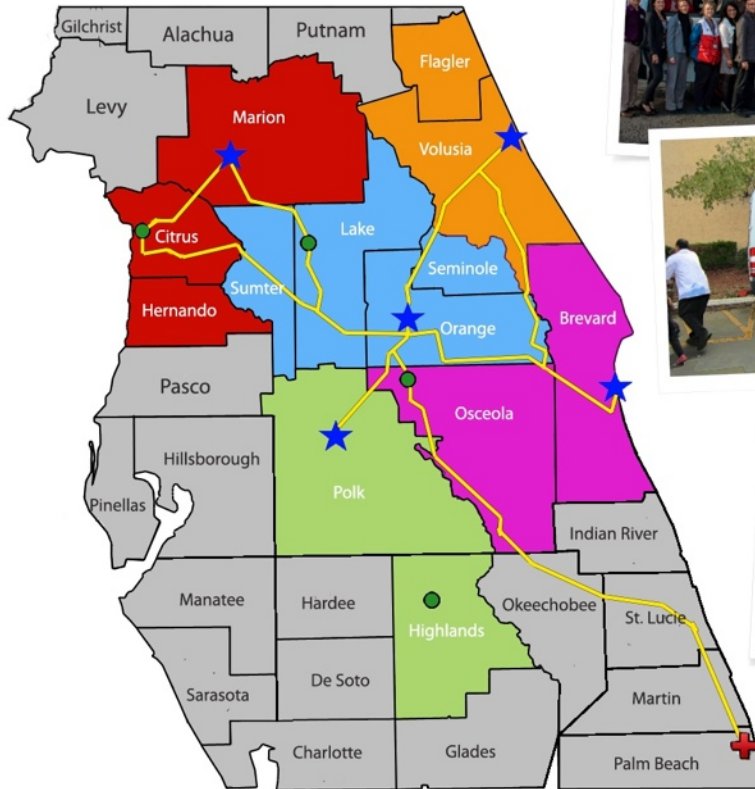 Gilchrist
Alachua
Putnam
Flagler
Levy
Marion
Volusia
Citrus
Lake
Seminole
Sumter
Hernando
Orange
Brevard
Pasco
Osceola
Hillsborough
Polk
Pinellas
Indian River
Manatee
Hardee
Okeechobee
Highlands
St. Lucie
De Soto
Sarasota
Martin
Charlotte
Glades
Palm Beach